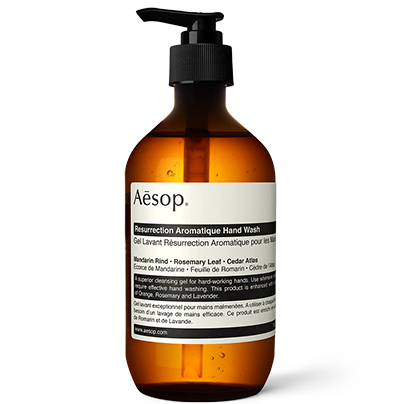 Aēsop.
Resurrection Aromatique Hand Wash
Gel Lavant Résurrection Aromatique pour les
Mandarin Rind • Rosemary Leaf • Cedar Atlas
Écorce de Mandarine • Feuille de Romarin • Cèdre de
A superior cleansing gel for hard-working hands. Use whenever
require effective hand washing. This product is enhanced with
of Orange, Rosemary and Lavender.
Gel lavant exceptionnel pour mains malmenées. A utiliser à chaque
besoin d'un lavage de mains efficace. Ce produit est enrichi
de Romarin et de Lavande.
www.aesop.com